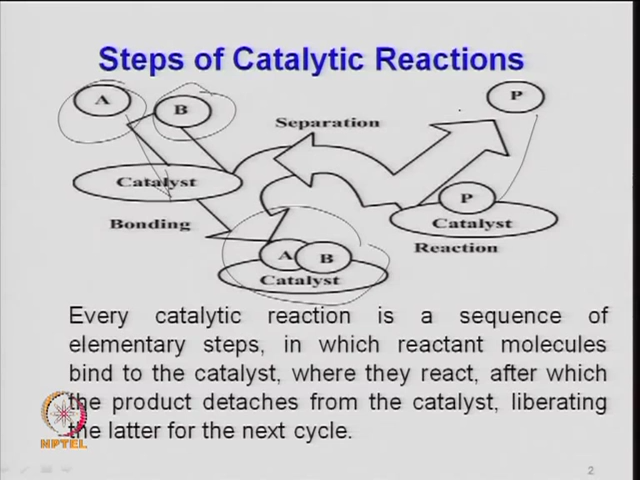 Steps of Catalytic Reactions
A
B
P
Separation
Catalyst
P
Bonding
Catalyst
A B
Reaction
Catalyst
Every catalytic reaction is a sequence of
elementary steps, in which reactant molecules
bind to the catalyst, where they react, after which
the product detaches from the catalyst, liberating
the latter for the next cycle.
NPTEL
2